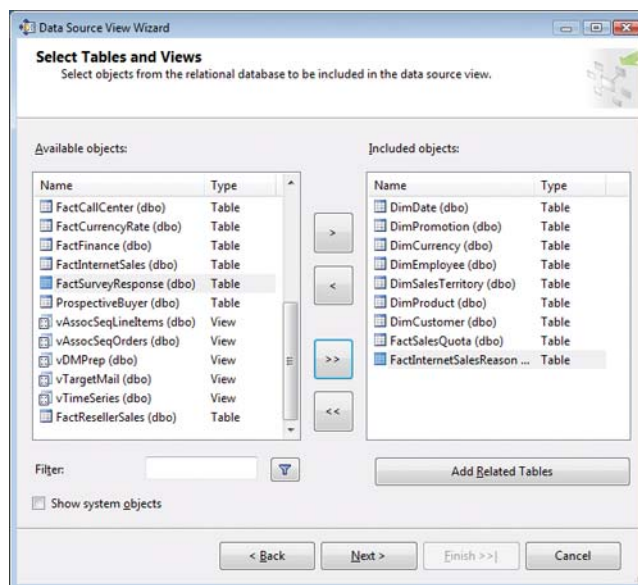 Data Source View Wizard
Select Tables and Views
Select objects from the relational database to be included in the data source view.
Available objects:
Name Type
FactCallCenter (dbo) Table
FactCurrencyRate (dbo) Table
FactFinance (dbo) Table
FactInternetSales (dbo) Table
FactSurveyResponse (dbo) Table
ProspectiveBuyer (dbo) Table
vAssocSeqLineItems (dbo) View
vAssocSeqOrders (dbo) View
vDMPrep (dbo) View
vTargetMail (dbo) View
vTimeSeries (dbo) View
FactResellerSales (dbo) Table
>
<
>>
<<
Included objects:
Name Type
DimDate (dbo) Table
DimPromotion (dbo) Table
DimCurrency (dbo) Table
DimEmployee (dbo) Table
DimSalesTerritory (dbo) Table
DimProduct (dbo) Table
DimCustomer (dbo) Table
FactSalesQuota (dbo) Table
FactInternetSalesReason ... Table
Filter:
Add Related Tables
Show system objects
< Back Next > Finish >>| Cancel